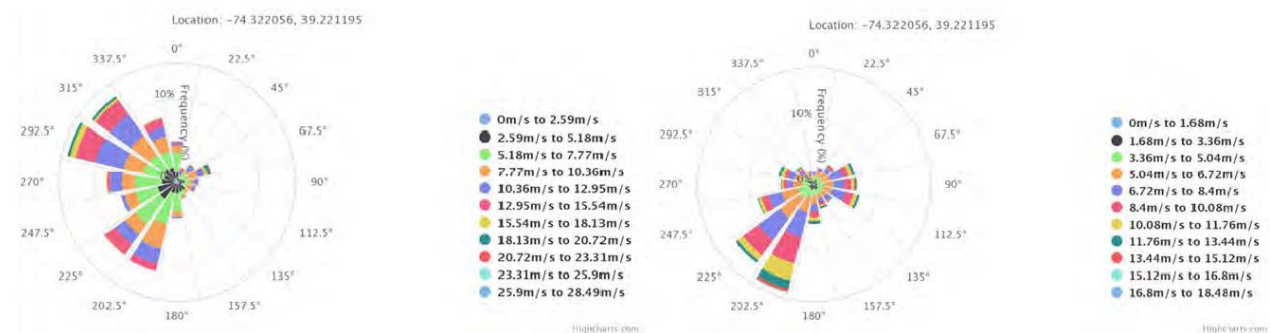 Location: -74.322056, 39.221195
0°
22.5°
45°
67.5°
90°
112.5°
135°
157.5°
180°
202.5°
225°
247.5°
270°
292.5°
315°
337.5°
10%
Frequency (%)
0m/s to 2.59m/s
2.59m/s to 5.18m/s
5.18m/s to 7.77m/s
7.77m/s to 10.36m/s
10.36m/s to 12.95m/s
12.95m/s to 15.54m/s
15.54m/s to 18.13m/s
18.13m/s to 20.72m/s
20.72m/s to 23.31m/s
23.31m/s to 25.9m/s
25.9m/s to 28.49m/s
Highcharts.com
Location: -74.322056, 39.221195
0°
22.5°
45°
67.5°
90°
112.5°
135°
157.5°
180°
202.5°
225°
247.5°
270°
292.5°
315°
337.5°
10%
Frequency (%)
0m/s to 1.68m/s
1.68m/s to 3.36m/s
3.36m/s to 5.04m/s
5.04m/s to 6.72m/s
6.72m/s to 8.4m/s
8.4m/s to 10.08m/s
10.08m/s to 11.76m/s
11.76m/s to 13.44m/s
13.44m/s to 15.12m/s
15.12m/s to 16.8m/s
16.8m/s to 18.48m/s
Highcharts.com